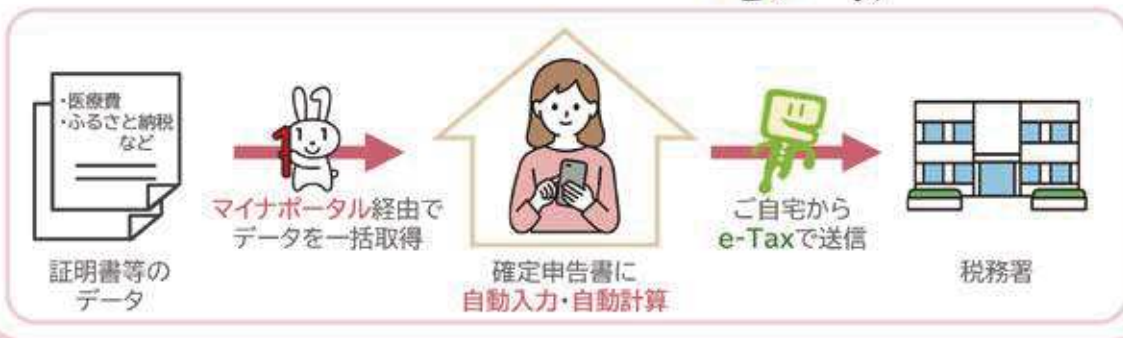 ・医療費
・ふるさと納税
など
証明書等の
データ
マイナポータル経由で
データを一括取得
確定申告書に
自動入力・自動計算
ご自宅から
e-Taxで送信
税務署